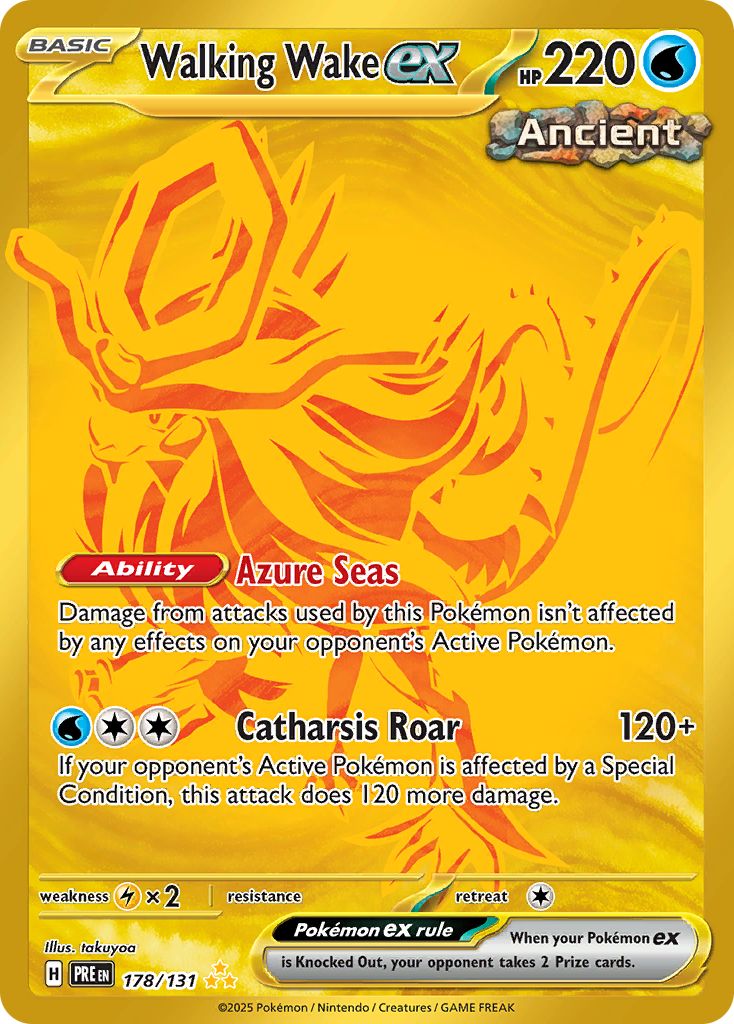 BASIC
Walking Wake ex
HP 220
Ancient
Ability Azure Seas
Damage from attacks used by this Pokémon isn't affected
by any effects on your opponent's Active Pokémon.
Catharsis Roar 120+
If your opponent's Active Pokémon is affected by a Special
Condition, this attack does 120 more damage.
weakness ×2 resistance retreat
Illus. takuyoa
Pokémon ex rule When your Pokémon ex
is Knocked Out, your opponent takes 2 Prize cards.
H PRE EN 178/131
©2025 Pokémon / Nintendo / Creatures / GAME FREAK